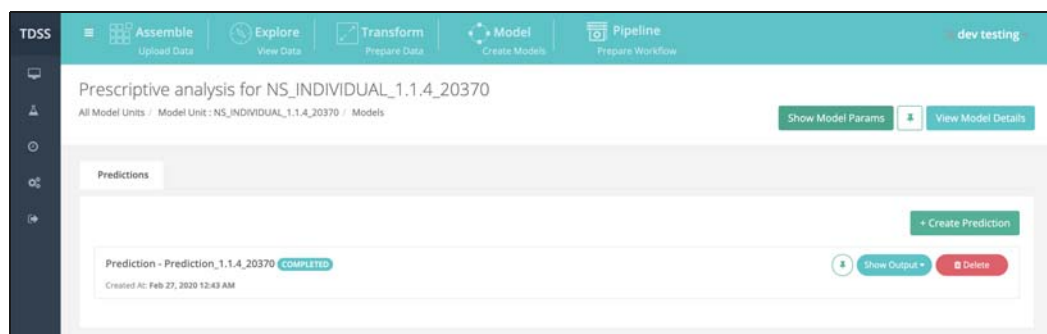 TDSS
Assemble
Upload Data
Explore
View Data
Transform
Prepare Data
Model
Create Models
Pipeline
Prepare Workflow
dev testing
Prescriptive analysis for NS_INDIVIDUAL_1.1.4_20370
All Model Units / Model Unit : NS_INDIVIDUAL_1.1.4_20370 / Models
Show Model Params
View Model Details
Predictions
+ Create Prediction
Prediction - Prediction_1.1.4_20370 COMPLETED
Show Output
Delete
Created At: Feb 27, 2020 12:43 AM